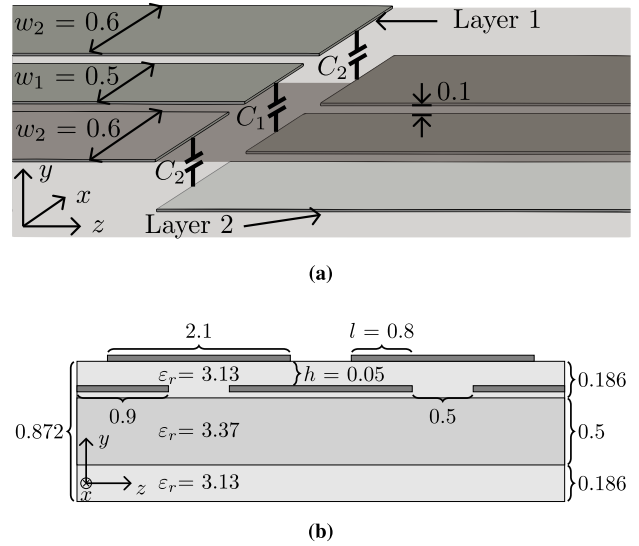 w₂ = 0.6
Layer 1
C₂
w₁ = 0.5
0.1
C₁
w₂ = 0.6
C₂
y
x
z
Layer 2
(a)
2.1
l = 0.8
εᵣ= 3.13
h = 0.05
0.186
0.9
0.5
0.872
y
εᵣ= 3.37
0.5
x
z
εᵣ= 3.13
0.186
(b)